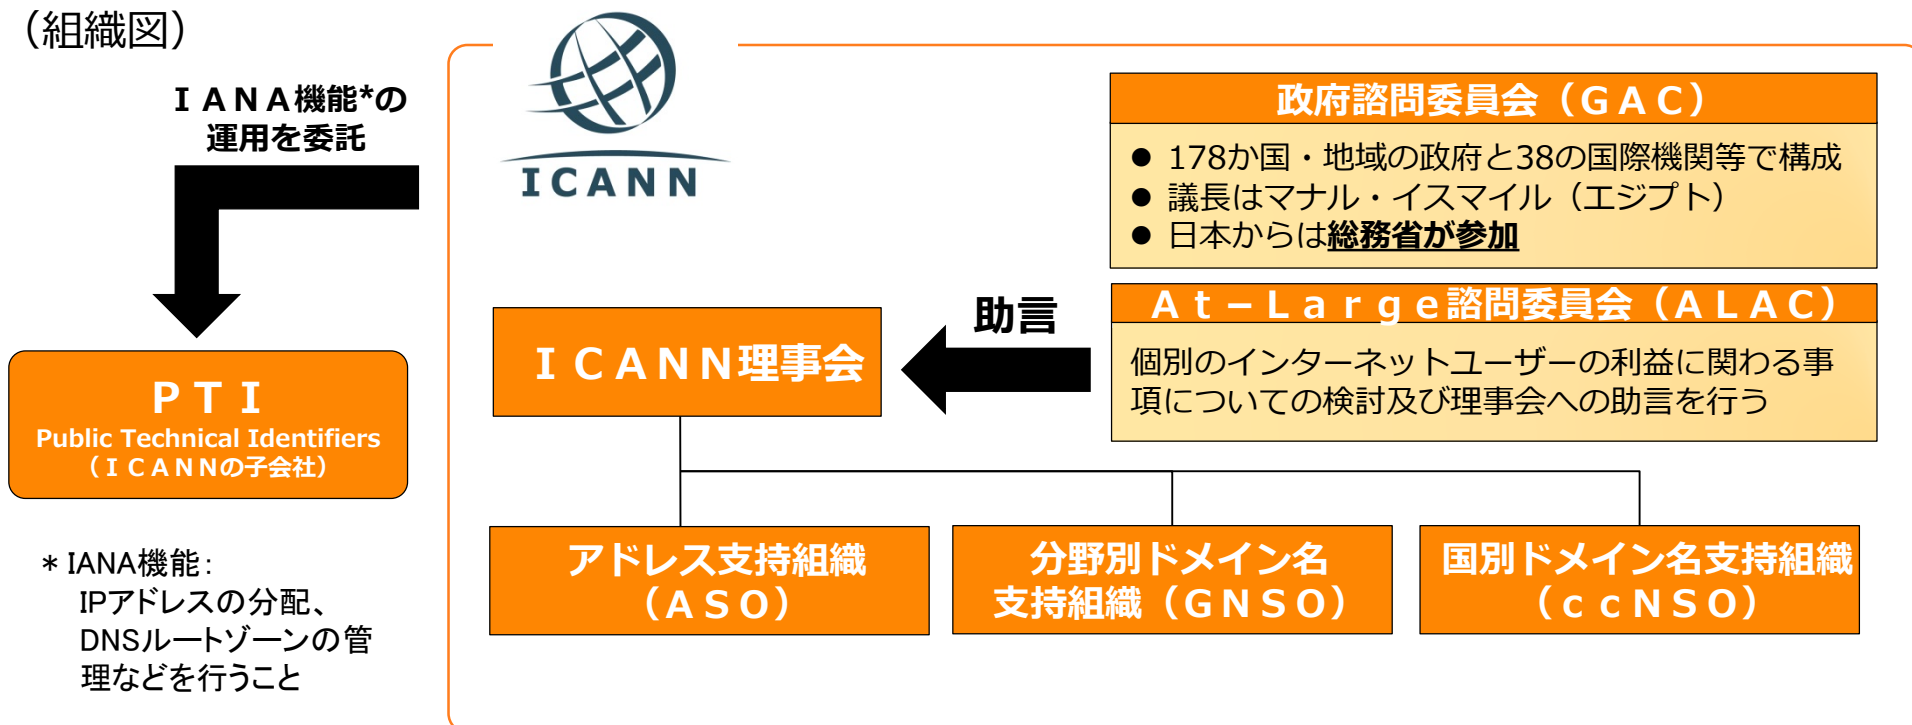 （組織図）
ＩＡＮＡ機能*の
運用を委託
ICANN
政府諮問委員会（ＧＡＣ）
● 178か国・地域の政府と38の国際機関等で構成
● 議長はマナル・イスマイル（エジプト）
● 日本からは総務省が参加
Ａｔ－Ｌａｒｇｅ諮問委員会（ＡＬＡＣ）
個別のインターネットユーザーの利益に関わる事
項についての検討及び理事会への助言を行う
助言
ＩＣＡＮＮ理事会
ＰＴＩ
Public Technical Identifiers
（ＩＣＡＮＮの子会社）
アドレス支持組織
（ＡＳＯ）
分野別ドメイン名
支持組織（ＧＮＳＯ）
国別ドメイン名支持組織
（ｃｃＮＳＯ）
＊IANA機能：
IPアドレスの分配、
DNSルートゾーンの管
理などを行うこと